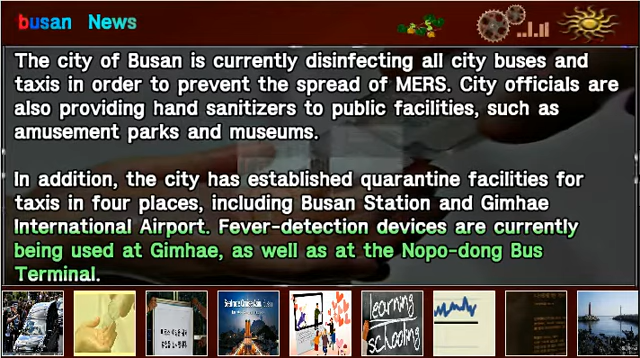 busan News
The city of Busan is currently disinfecting all city buses and
taxis in order to prevent the spread of MERS. City officials are
also providing hand sanitizers to public facilities, such as
amusement parks and museums.
In addition, the city has established quarantine facilities for
taxis in four places, including Busan Station and Gimhae
International Airport. Fever-detection devices are currently
being used at Gimhae, as well as at the Nopo-dong Bus
Terminal.
learning
schooling